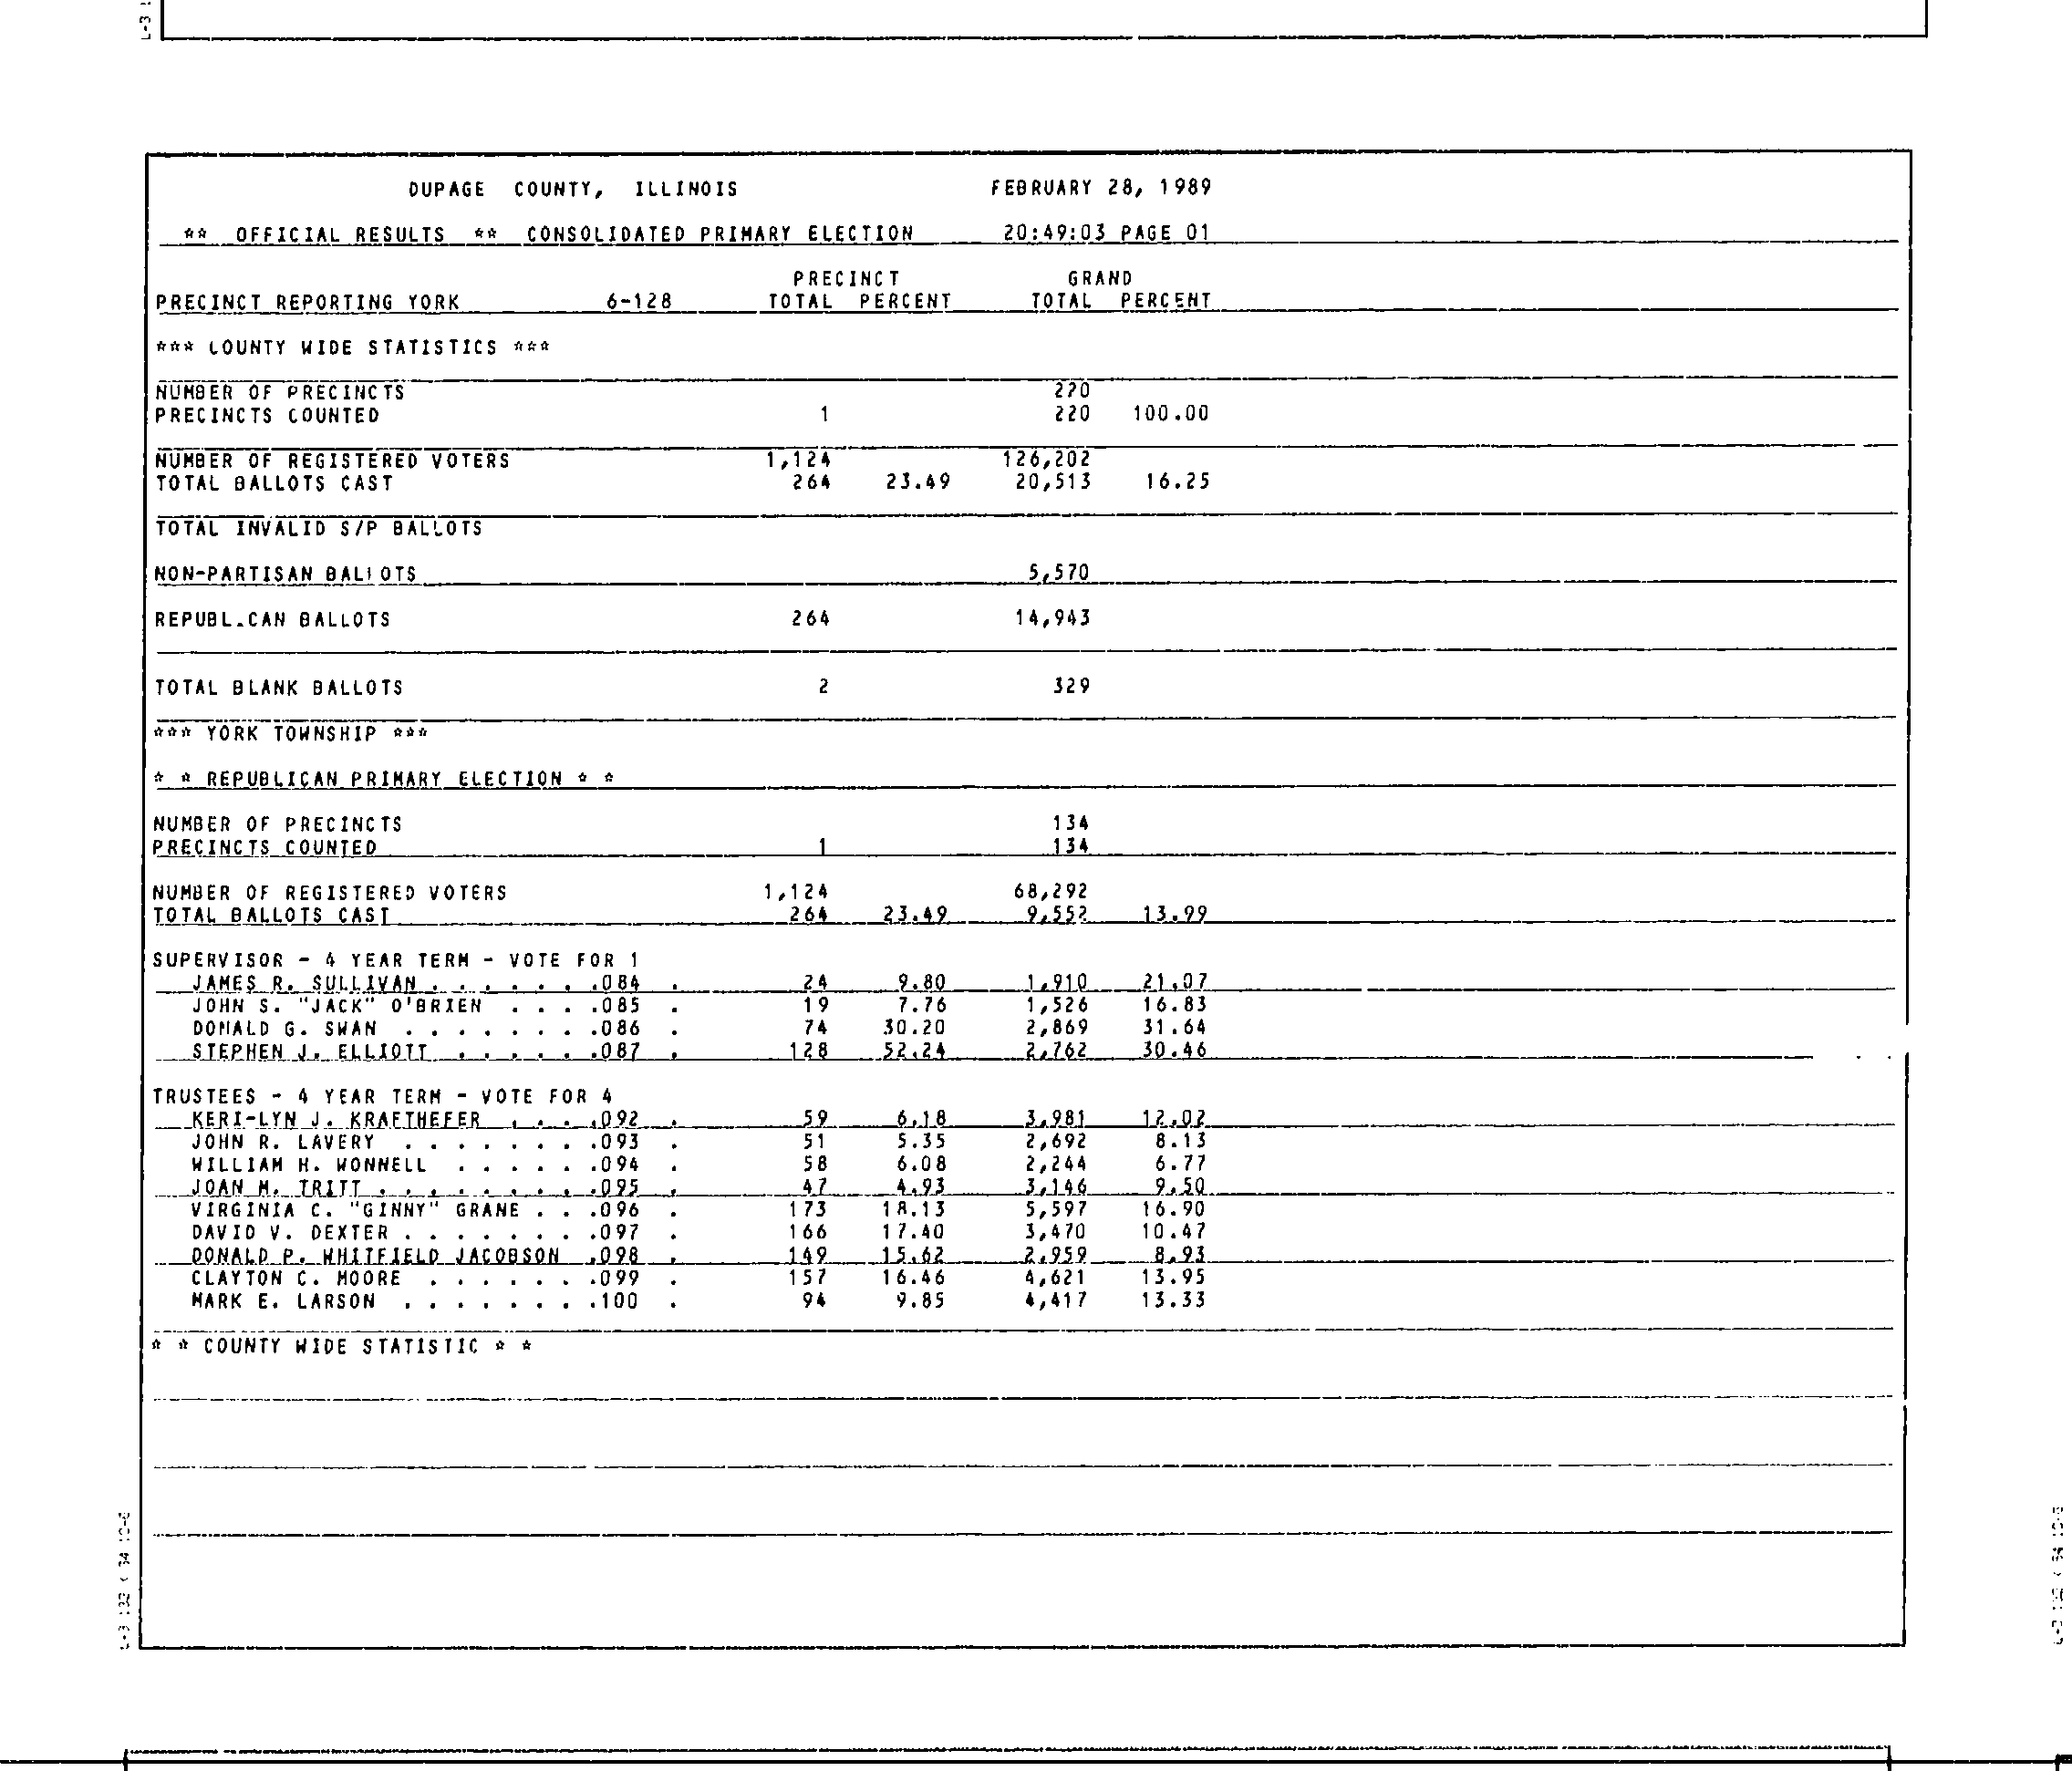 DUPAGE COUNTY, ILLINOIS FEBRUARY 28, 1989
** OFFICIAL RESULTS ** CONSOLIDATED PRIMARY ELECTION 20:49:03 PAGE 01
PRECINCT GRAND
PRECINCT REPORTING YORK 6-128 TOTAL PERCENT TOTAL PERCENT
*** COUNTY WIDE STATISTICS ***
NUMBER OF PRECINCTS 220
PRECINCTS COUNTED 1 220 100.00
NUMBER OF REGISTERED VOTERS 1,124 126,202
TOTAL BALLOTS CAST 264 23.49 20,513 16.25
TOTAL INVALID S/P BALLOTS
NON-PARTISAN BALLOTS 5,570
REPUBLICAN BALLOTS 264 14,943
TOTAL BLANK BALLOTS 2 329
*** YORK TOWNSHIP ***
* * REPUBLICAN PRIMARY ELECTION * *
NUMBER OF PRECINCTS 134
PRECINCTS COUNTED 1 134
NUMBER OF REGISTERED VOTERS 1,124 68,292
TOTAL BALLOTS CAST 264 23.49 9,552 13.99
SUPERVISOR - 4 YEAR TERM - VOTE FOR 1
JAMES R. SULLIVAN . . . . . . .084 . 24 9.80 1,910 21.07
JOHN S. "JACK" O'BRIEN . . . .085 . 19 7.76 1,526 16.83
DONALD G. SWAN . . . . . . . .086 . 74 30.20 2,869 31.64
STEPHEN J. ELLIOTT . . . . . .087 . 128 52.24 2,762 30.46
TRUSTEES - 4 YEAR TERM - VOTE FOR 4
KERI-LYN J. KRAFTHEFER . . . .092 . 59 6.18 3,981 12.02
JOHN R. LAVERY . . . . . . . .093 . 51 5.35 2,692 8.13
WILLIAM H. WONNELL . . . . . .094 . 58 6.08 2,244 6.77
JOAN M. TRITT . . . . . . . . .095 . 47 4.93 3,146 9.50
VIRGINIA C. "GINNY" GRANE . . .096 . 173 18.13 5,597 16.90
DAVID V. DEXTER . . . . . . . .097 . 166 17.40 3,470 10.47
DONALD P. WHITFIELD JACOBSON .098 . 149 15.62 2,959 8.93
CLAYTON C. MOORE . . . . . . .099 . 157 16.46 4,621 13.95
MARK E. LARSON . . . . . . . .100 . 94 9.85 4,417 13.33
* * COUNTY WIDE STATISTIC * *